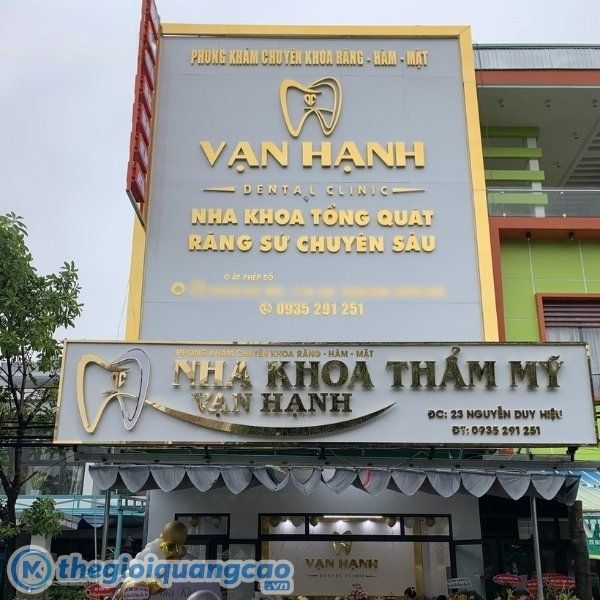 PHÒNG KHÁM CHUYÊN KHOA RĂNG - HÀM - MẶT
VẠN HẠNH
DENTAL CLINIC
NHA KHOA TỔNG QUÁT
RĂNG SỨ CHUYÊN SÂU
GIẤY PHÉP SỐ:
0935 291 251
PHÒNG KHÁM CHUYÊN KHOA RĂNG - HÀM - MẶT
NHA KHOA THẨM MỸ
VẠN HẠNH
ĐC: 23 NGUYỄN DUY HIỆU
ĐT: 0935 291 251
VẠN HẠNH
DENTAL CLINIC
thegioiquangcao
.vn